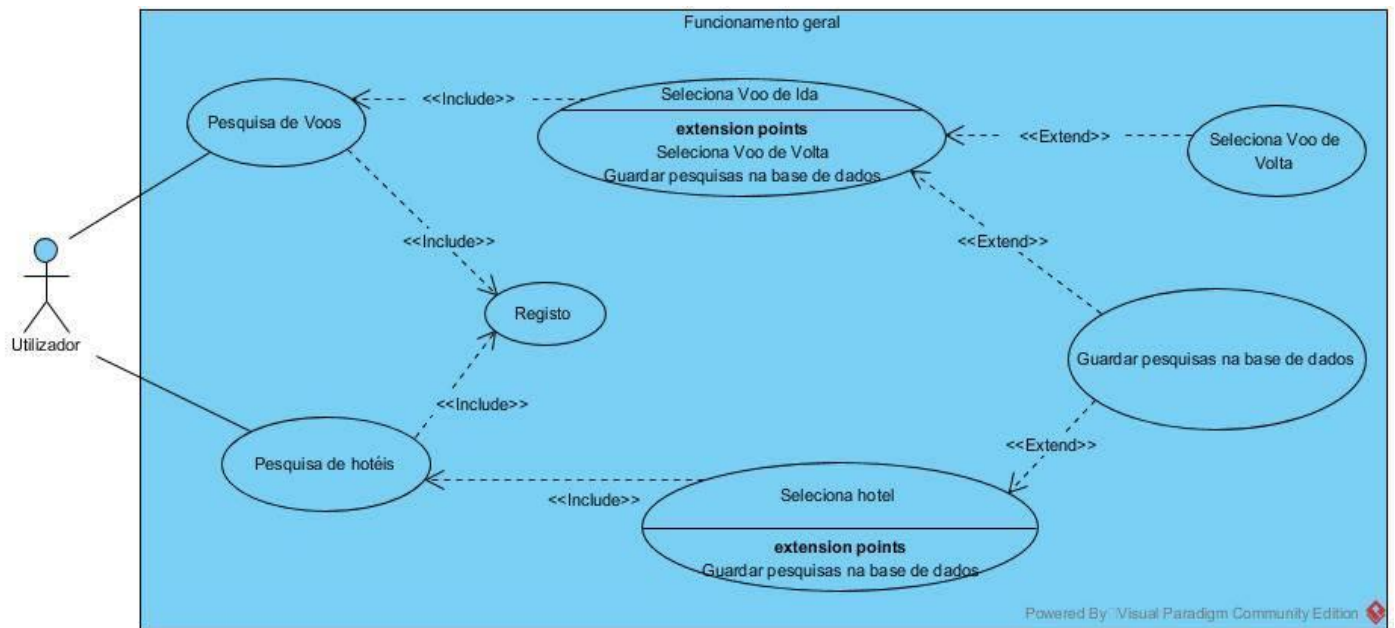 Funcionamento geral
Pesquisa de Voos
<<Include>>
Seleciona Voo de Ida
extension points
Seleciona Voo de Volta
Guardar pesquisas na base de dados
<<Extend>>
Seleciona Voo de
Volta
<<Include>>
<<Extend>>
Utilizador
Registo
Guardar pesquisas na base de dados
<<Include>>
<<Extend>>
Pesquisa de hotéis
<<Include>>
Seleciona hotel
extension points
Guardar pesquisas na base de dados
Powered By Visual Paradigm Community Edition